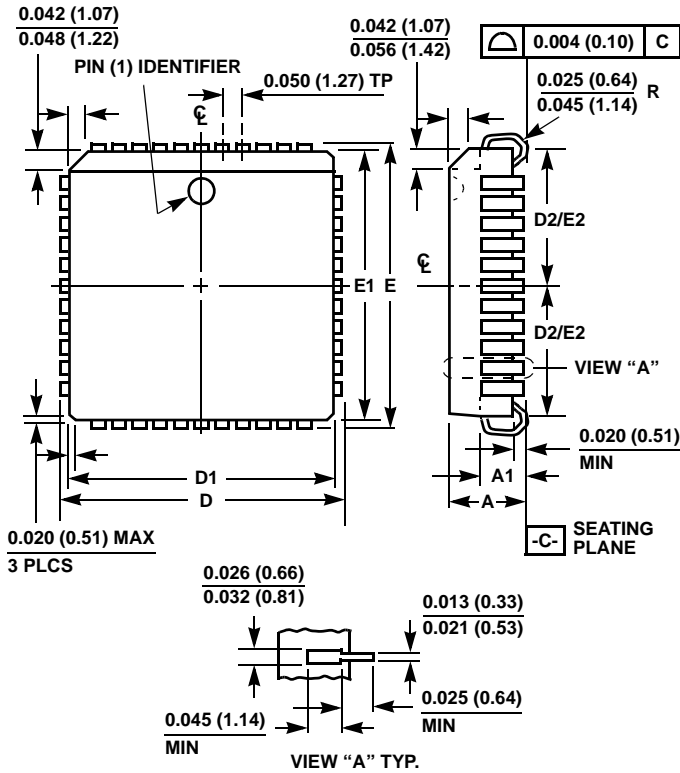 0.042 (1.07)
0.048 (1.22)
PIN (1) IDENTIFIER
0.050 (1.27) TP
℄
0.042 (1.07)
0.056 (1.42)
⌓ 0.004 (0.10) C
0.025 (0.64)
0.045 (1.14)
R
D2/E2
℄
E1
E
D2/E2
VIEW “A”
0.020 (0.51)
MIN
D1
A1
D
A
0.020 (0.51) MAX
3 PLCS
-C-
SEATING
PLANE
0.026 (0.66)
0.032 (0.81)
0.013 (0.33)
0.021 (0.53)
0.045 (1.14)
MIN
0.025 (0.64)
MIN
VIEW “A” TYP.